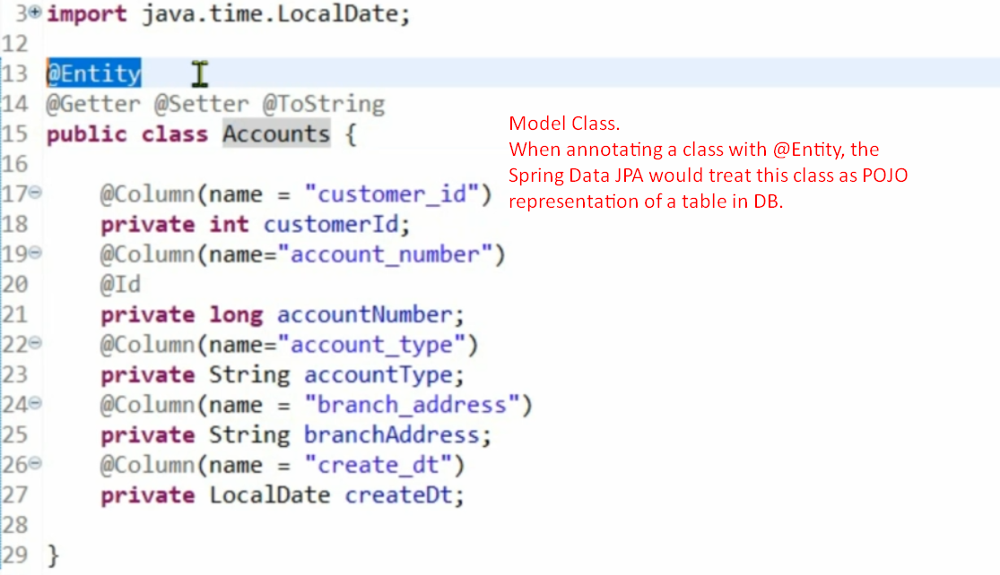 3 import java.time.LocalDate;
12
13 @Entity
14 @Getter @Setter @ToString
15 public class Accounts {
Model Class.
When annotating a class with @Entity, the
Spring Data JPA would treat this class as POJO
representation of a table in DB.
16
17 @Column(name = "customer_id")
18 private int customerId;
19 @Column(name="account_number")
20 @Id
21 private long accountNumber;
22 @Column(name="account_type")
23 private String accountType;
24 @Column(name = "branch_address")
25 private String branchAddress;
26 @Column(name = "create_dt")
27 private LocalDate createDt;
28
29 }